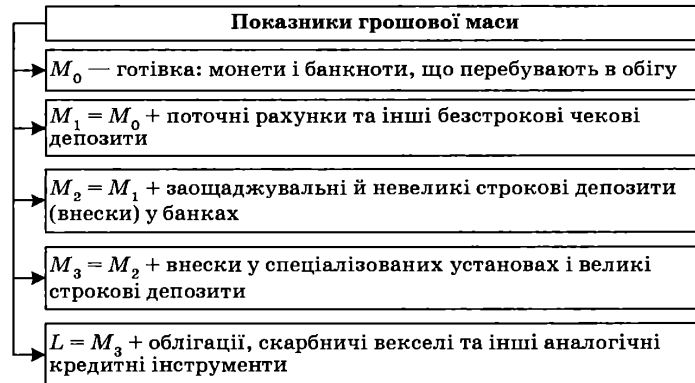 Показники грошової маси
M₀ — готівка: монети і банкноти, що перебувають в обігу
M₁ = M₀ + поточні рахунки та інші безстрокові чекові
депозити
M₂ = M₁ + заощаджувальні й невеликі строкові депозити
(внески) у банках
M₃ = M₂ + внески у спеціалізованих установах і великі
строкові депозити
L = M₃ + облігації, скарбничі векселі та інші аналогічні
кредитні інструменти